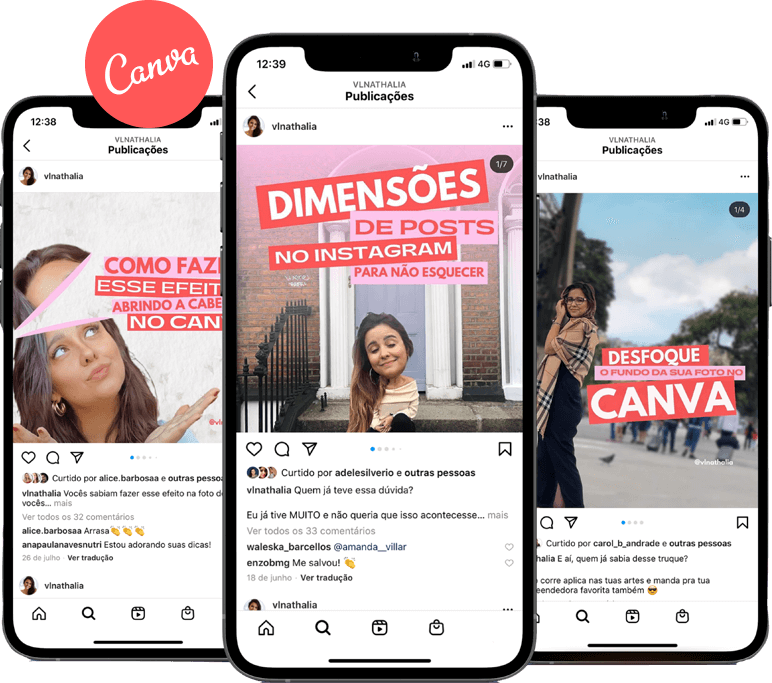 Canva
12:38
VLNATHALIA
Publicações
vlnathalia
COMO FAZE
ESSE EFEIT
ABRINDO A CABE
NO CAN
@vl
Curtido por alice.barbosaa e outras pessoa
vlnathalia Vocês sabiam fazer esse efeito na foto d
vocês... mais
Ver todos os 32 comentários
alice.barbosaa Arrasa👏👏👏
anapaulanavesnutri Estou adorando suas dicas!
26 de julho · Ver tradução
vlnathalia
12:39
4G
VLNATHALIA
Publicações
vlnathalia
1/7
DIMENSÕES
DE POSTS
NO INSTAGRAM
PARA NÃO ESQUECER
Curtido por adelesilverio e outras pessoas
vlnathalia Quem já teve essa dúvida?
Eu já tive MUITO e não queria que isso acontecesse... mais
Ver todos os 33 comentários
waleska_barcellos @amanda__villar
enzobmg Me salvou! 👏
18 de junho · Ver tradução
vlnathalia
:38
4G
VLNATHALIA
Publicações
vlnathalia
1/4
DESFOQUE
O FUNDO DA SUA FOTO NO
CANVA
@vlnathalia
Curtido por carol_b_andrade e outras pessoas
halia E aí, quem já sabia desse truque?
o corre aplica nas tuas artes e manda pra tua
eendedora favorita também 😎